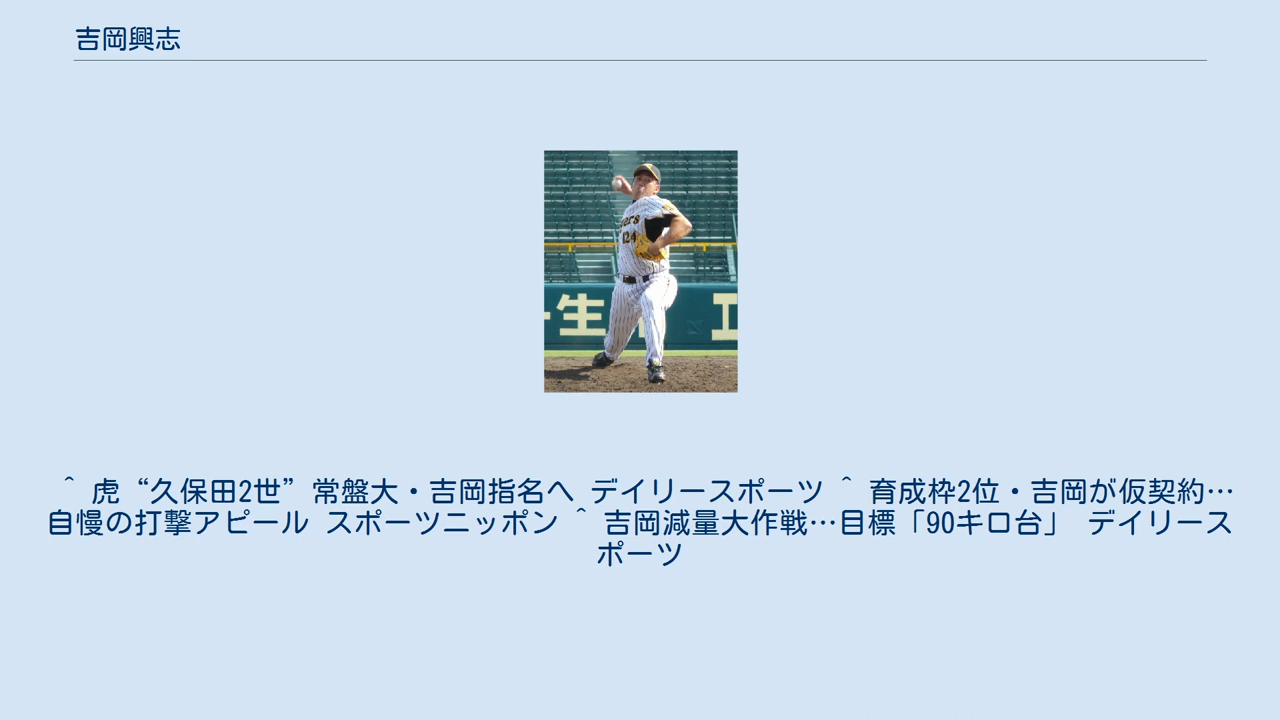 吉岡興志
ers
124
生
^ 虎“久保田2世”常盤大・吉岡指名へ デイリースポーツ ^ 育成枠2位・吉岡が仮契約…
自慢の打撃アピール スポーツニッポン ^ 吉岡減量大作戦…目標「90キロ台」 デイリース
ポーツ